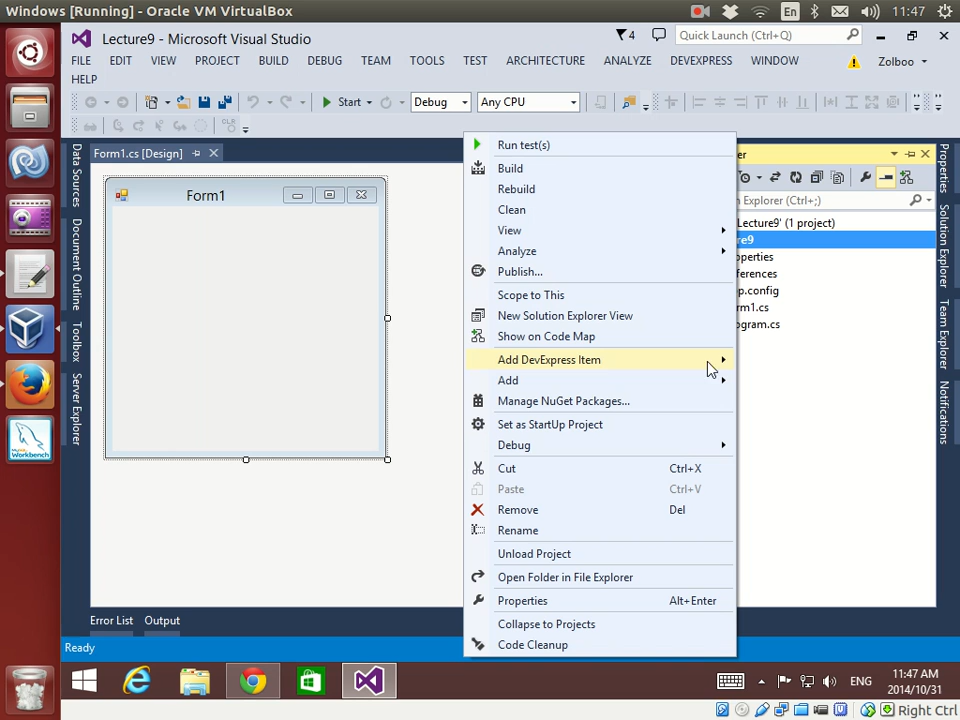 Windows [Running] - Oracle VM VirtualBox
En
11:47
Lecture9 - Microsoft Visual Studio
4
Quick Launch (Ctrl+Q)
FILE EDIT VIEW PROJECT BUILD DEBUG TEAM TOOLS TEST ARCHITECTURE ANALYZE DEVEXPRESS WINDOW
Zolboo
HELP
Start
Debug
Any CPU
CLR
Form1.cs [Design]
er
Data Sources
Document Outline
Toolbox
Server Explorer
Form1
Run test(s)
Build
Rebuild
Clean
View
Analyze
Publish...
Scope to This
New Solution Explorer View
Show on Code Map
Add DevExpress Item
Add
Manage NuGet Packages...
Set as StartUp Project
Debug
Cut Ctrl+X
Paste Ctrl+V
Remove Del
Rename
Unload Project
Open Folder in File Explorer
Properties Alt+Enter
Collapse to Projects
Code Cleanup
Explorer (Ctrl+;)
Lecture9' (1 project)
re9
operties
ferences
p.config
rm1.cs
ogram.cs
Properties
Solution Explorer
Team Explorer
Notifications
MySQL
Workbench
Error List
Output
Ready
ENG
11:47 AM
2014/10/31
Right Ctrl